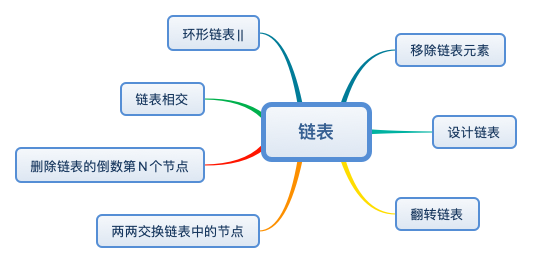 环形链表||
移除链表元素
链表相交
链表
设计链表
删除链表的倒数第N个节点
翻转链表
两两交换链表中的节点